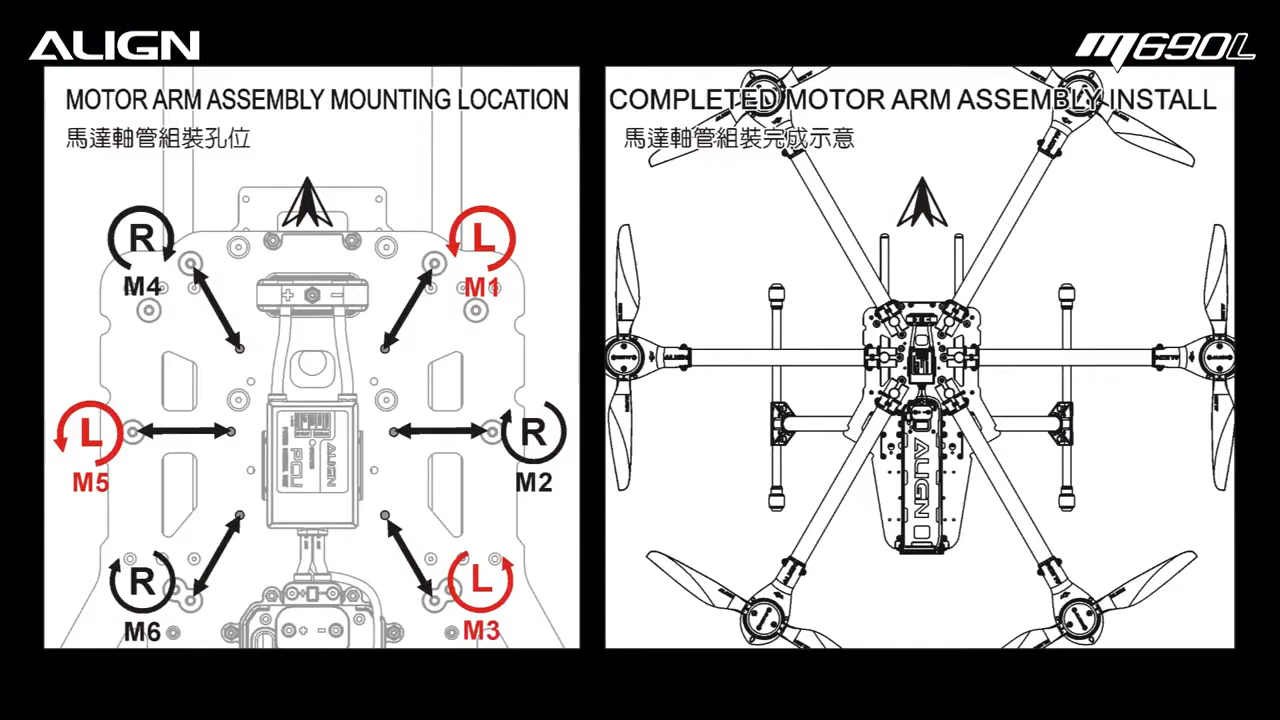 ALIGN
M690L
MOTOR ARM ASSEMBLY MOUNTING LOCATION
馬達軸管組裝孔位
R
M4
L
M1
L
M5
R
M2
R
M6
L
M3
+
−
ALIGN
PCU
+ −
COMPLETED MOTOR ARM ASSEMBLY INSTALL
馬達軸管組裝完成示意
ALIGN
ALIGN
ALIGN